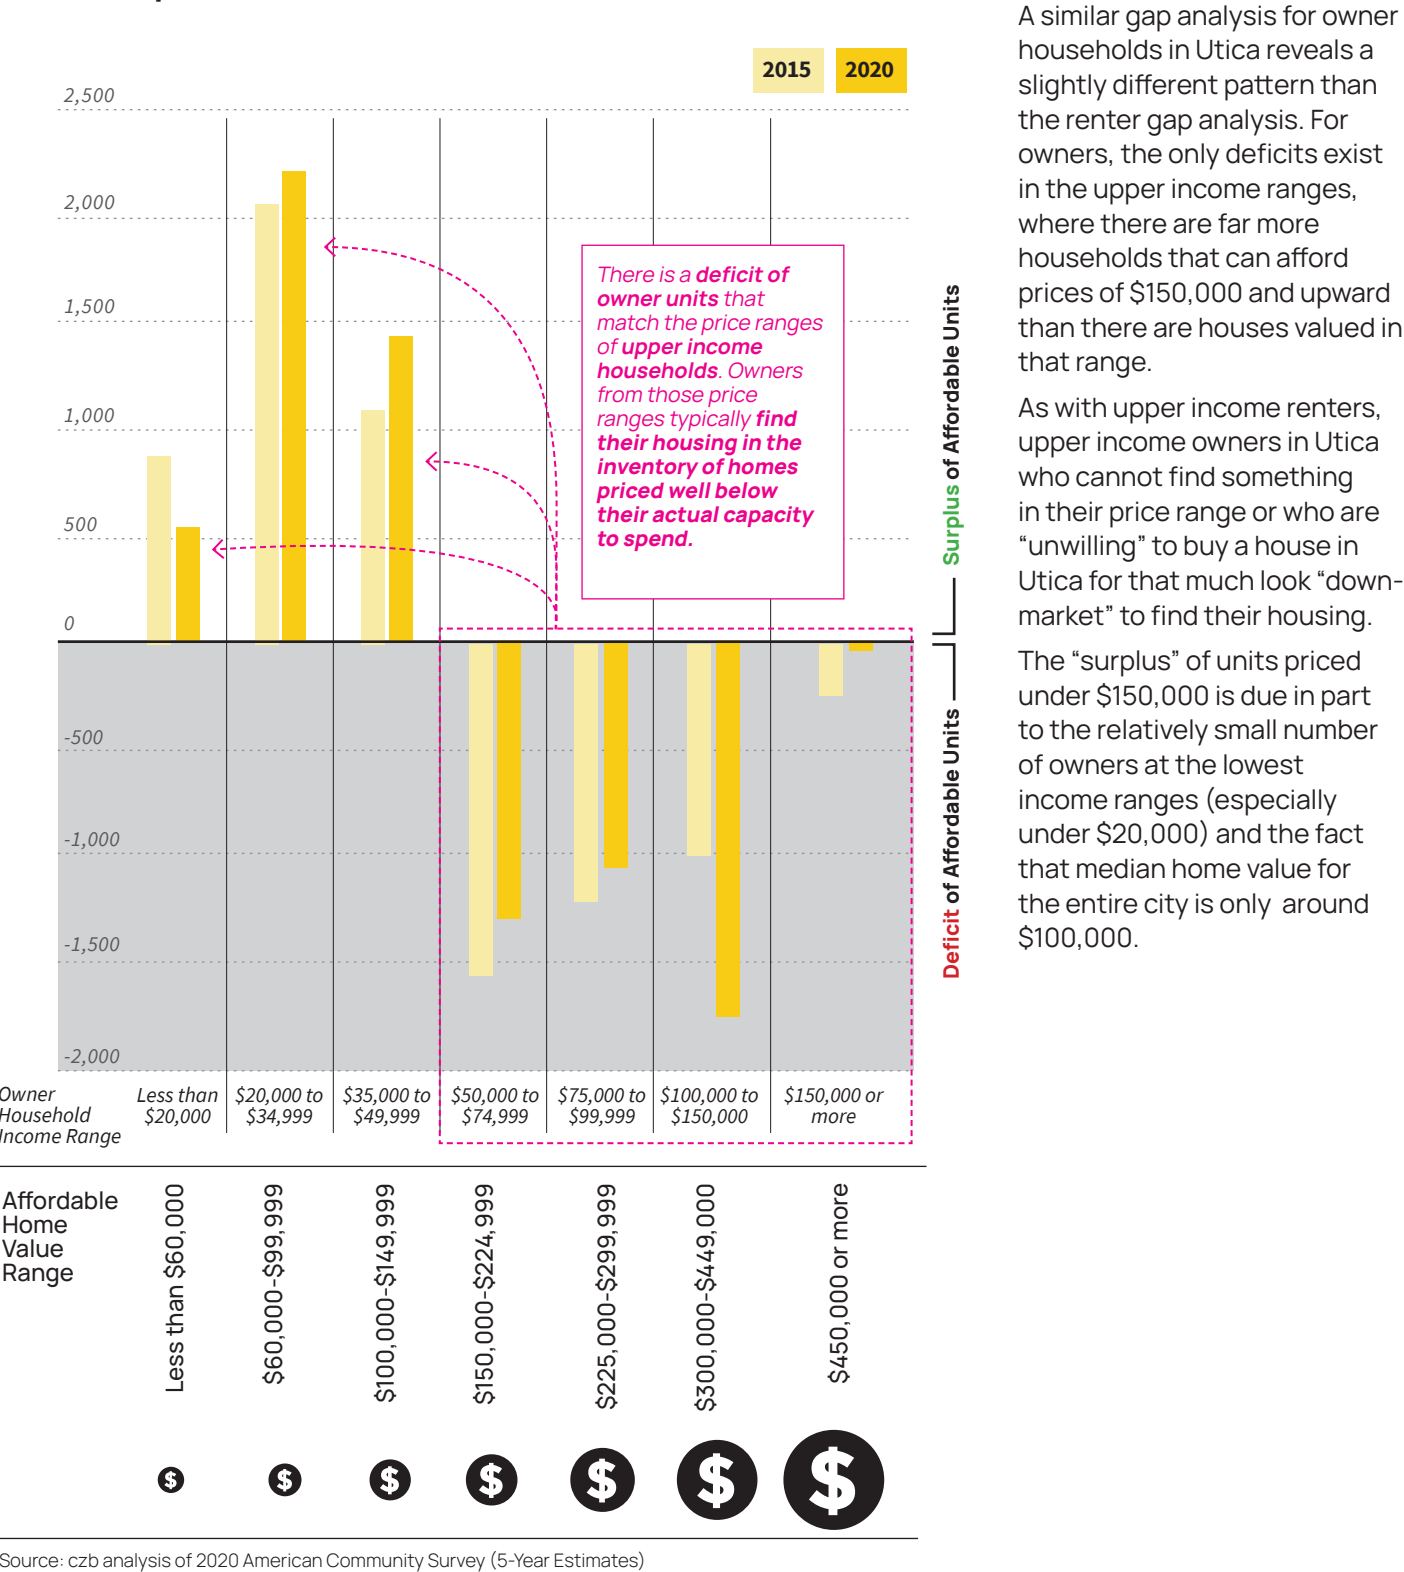 2015 2020
2,500
2,000
1,500
1,000
500
0
-500
-1,000
-1,500
-2,000
There is a deficit of
owner units that
match the price ranges
of upper income
households. Owners
from those price
ranges typically find
their housing in the
inventory of homes
priced well below
their actual capacity
to spend.
Surplus of Affordable Units
Deficit of Affordable Units
Owner
Household
Income Range
Less than
$20,000
$20,000 to
$34,999
$35,000 to
$49,999
$50,000 to
$74,999
$75,000 to
$99,999
$100,000 to
$150,000
$150,000 or
more
Affordable
Home
Value
Range
Less than $60,000
$60,000-$99,999
$100,000-$149,999
$150,000-$224,999
$225,000-$299,999
$300,000-$449,000
$450,000 or more
$ $ $ $ $ $ $
Source: czb analysis of 2020 American Community Survey (5-Year Estimates)
A similar gap analysis for owner
households in Utica reveals a
slightly different pattern than
the renter gap analysis. For
owners, the only deficits exist
in the upper income ranges,
where there are far more
households that can afford
prices of $150,000 and upward
than there are houses valued in
that range.
As with upper income renters,
upper income owners in Utica
who cannot find something
in their price range or who are
“unwilling” to buy a house in
Utica for that much look “down-
market” to find their housing.
The “surplus” of units priced
under $150,000 is due in part
to the relatively small number
of owners at the lowest
income ranges (especially
under $20,000) and the fact
that median home value for
the entire city is only around
$100,000.